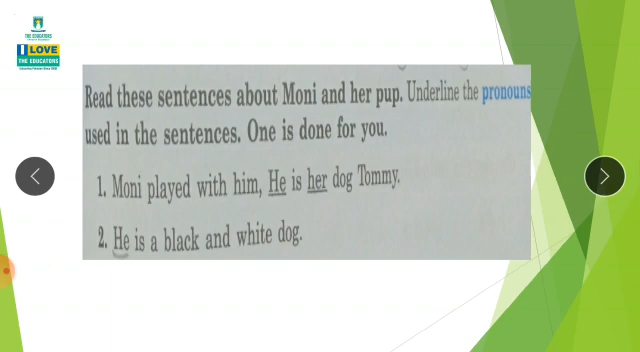 THE EDUCATORS
I LOVE
THE EDUCATORS
Read these sentences about Moni and her pup. Underline the pronouns
used in the sentences. One is done for you.
1. Moni played with him, He is her dog Tommy.
2. He is a black and white dog.